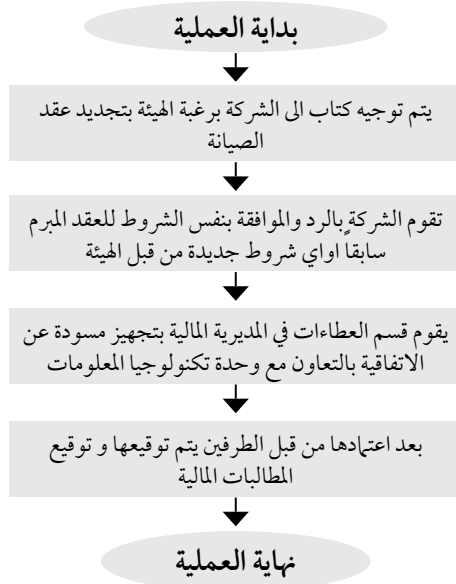 بداية العملية
يتم توجيه كتاب الى الشركة برغبة الهيئة بتجديد عقد
الصيانة
تقوم الشركة بالرد والموافقة بنفس الشروط للعقد المبرم
سابقاً اواي شروط جديدة من قبل الهيئة
يقوم قسم العطاءات في المديرية المالية بتجهيز مسودة عن
الاتفاقية بالتعاون مع وحدة تكنولوجيا المعلومات
بعد اعتمادها من قبل الطرفين يتم توقيعها و توقيع
المطالبات المالية
نهاية العملية